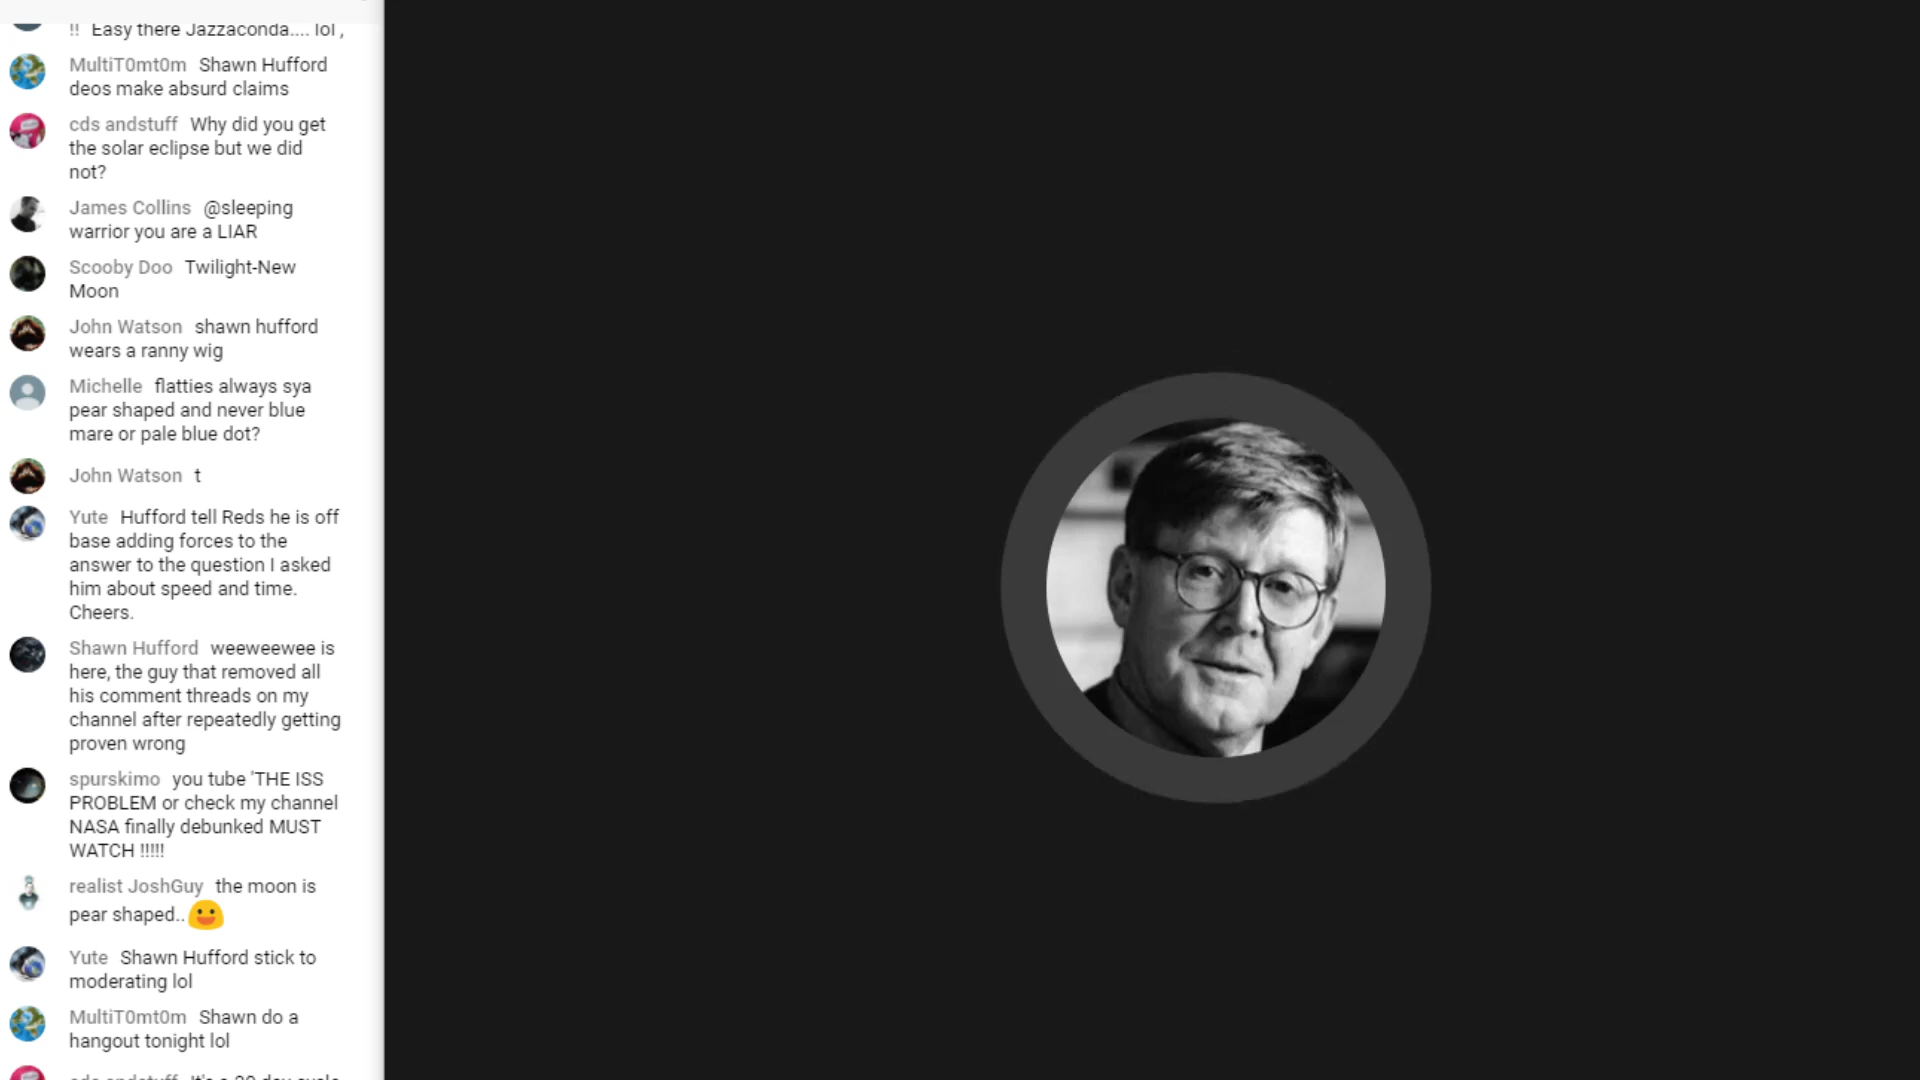 !! Easy there Jazzaconda.... lol ,
MultiT0mt0m Shawn Hufford
deos make absurd claims
cds andstuff Why did you get
the solar eclipse but we did
not?
James Collins @sleeping
warrior you are a LIAR
Scooby Doo Twilight-New
Moon
John Watson shawn hufford
wears a ranny wig
Michelle flatties always sya
pear shaped and never blue
mare or pale blue dot?
John Watson t
Yute Hufford tell Reds he is off
base adding forces to the
answer to the question I asked
him about speed and time.
Cheers.
Shawn Hufford weeweewee is
here, the guy that removed all
his comment threads on my
channel after repeatedly getting
proven wrong
spurskimo you tube 'THE ISS
PROBLEM or check my channel
NASA finally debunked MUST
WATCH !!!!!
realist JoshGuy the moon is
pear shaped..
Yute Shawn Hufford stick to
moderating lol
MultiT0mt0m Shawn do a
hangout tonight lol